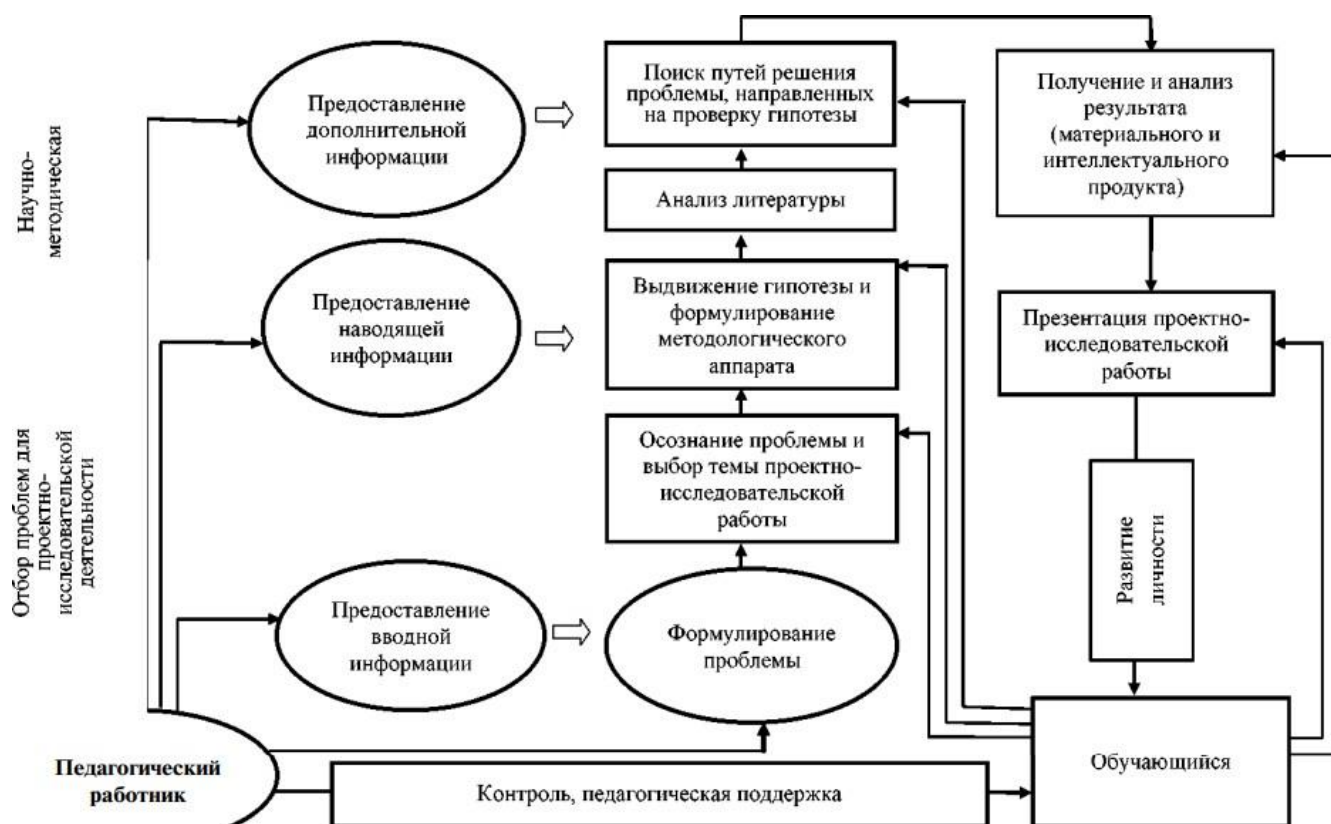 Научно-
методическая
Отбор проблем для
проектно-
исследовательской
деятельности
Предоставление
дополнительной
информации
Предоставление
наводящей
информации
Предоставление
вводной
информации
Педагогический
работник
Поиск путей решения
проблемы, направленных
на проверку гипотезы
Анализ литературы
Выдвижение гипотезы и
формулирование
методологического
аппарата
Осознание проблемы и
выбор темы проектно-
исследовательской
работы
Формулирование
проблемы
Контроль, педагогическая поддержка
Получение и анализ
результата
(материального и
интеллектуального
продукта)
Презентация проектно-
исследовательской
работы
Развитие
личности
Обучающийся